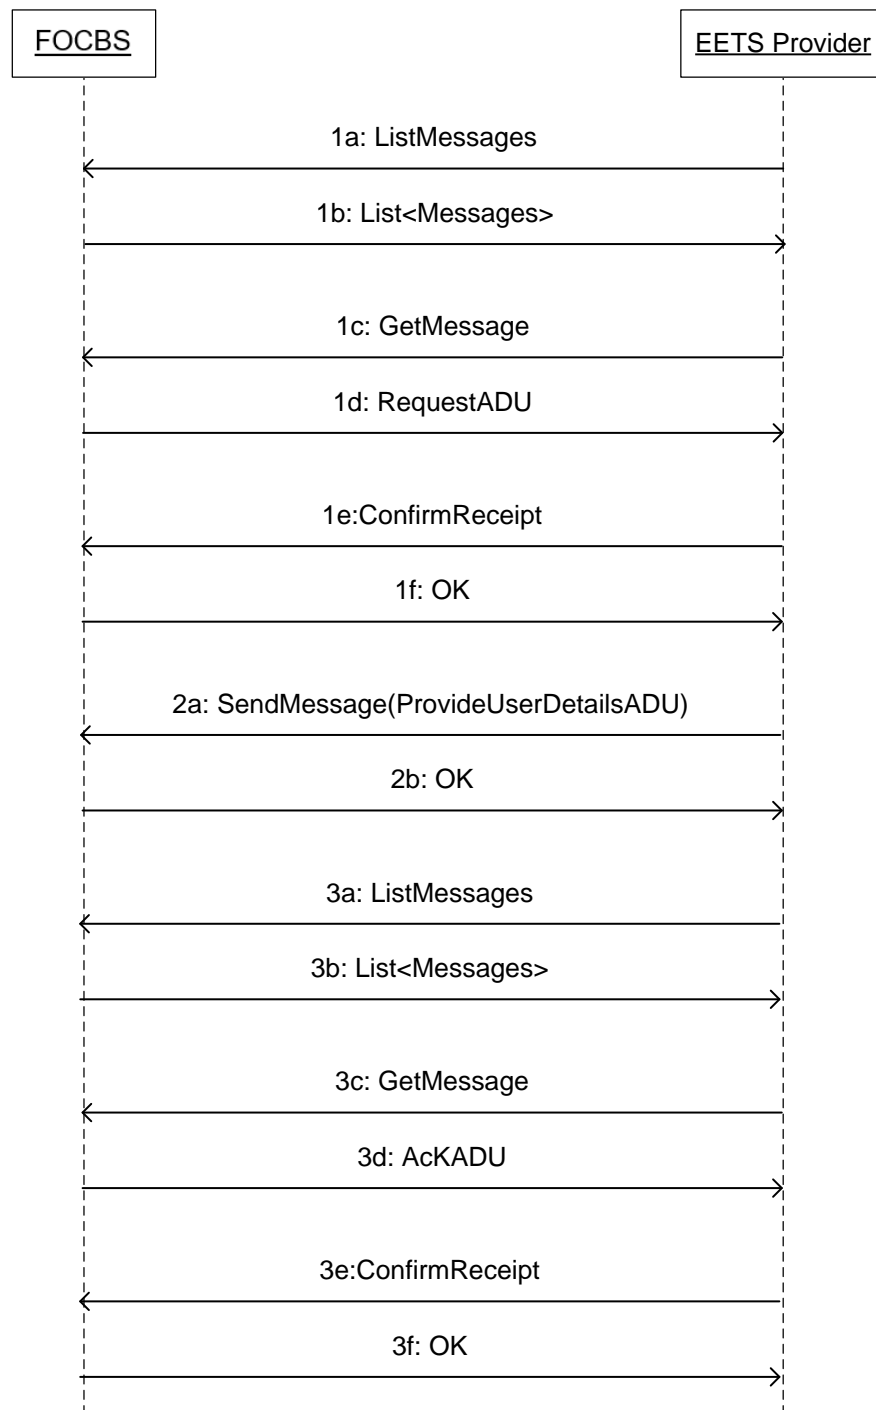 FOCBS
EETS Provider
1a: ListMessages
1b: List<Messages>
1c: GetMessage
1d: RequestADU
1e:ConfirmReceipt
1f: OK
2a: SendMessage(ProvideUserDetailsADU)
2b: OK
3a: ListMessages
3b: List<Messages>
3c: GetMessage
3d: AcKADU
3e:ConfirmReceipt
3f: OK